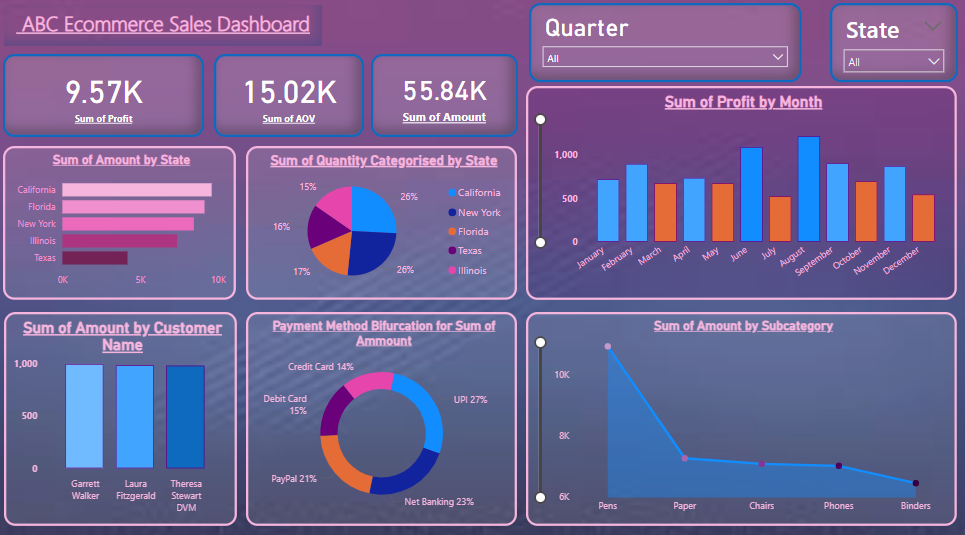 ABC Ecommerce Sales Dashboard
Quarter
All
State
All
9.57K
Sum of Profit
15.02K
Sum of AOV
55.84K
Sum of Amount
Sum of Amount by State
California
Florida
New York
Illinois
Texas
0K 5K 10K
Sum of Quantity Categorised by State
15%
26%
16%
17%
26%
California
New York
Florida
Texas
Illinois
Sum of Profit by Month
1,000
500
0
January February March April May June July August September October November December
Sum of Amount by Customer
Name
1,000
500
0
Garrett
Walker
Laura
Fitzgerald
Theresa
Stewart
DVM
Payment Method Bifurcation for Sum of
Ammount
Credit Card 14%
Debit Card
15%
UPI 27%
PayPal 21%
Net Banking 23%
Sum of Amount by Subcategory
10K
8K
6K
Pens Paper Chairs Phones Binders